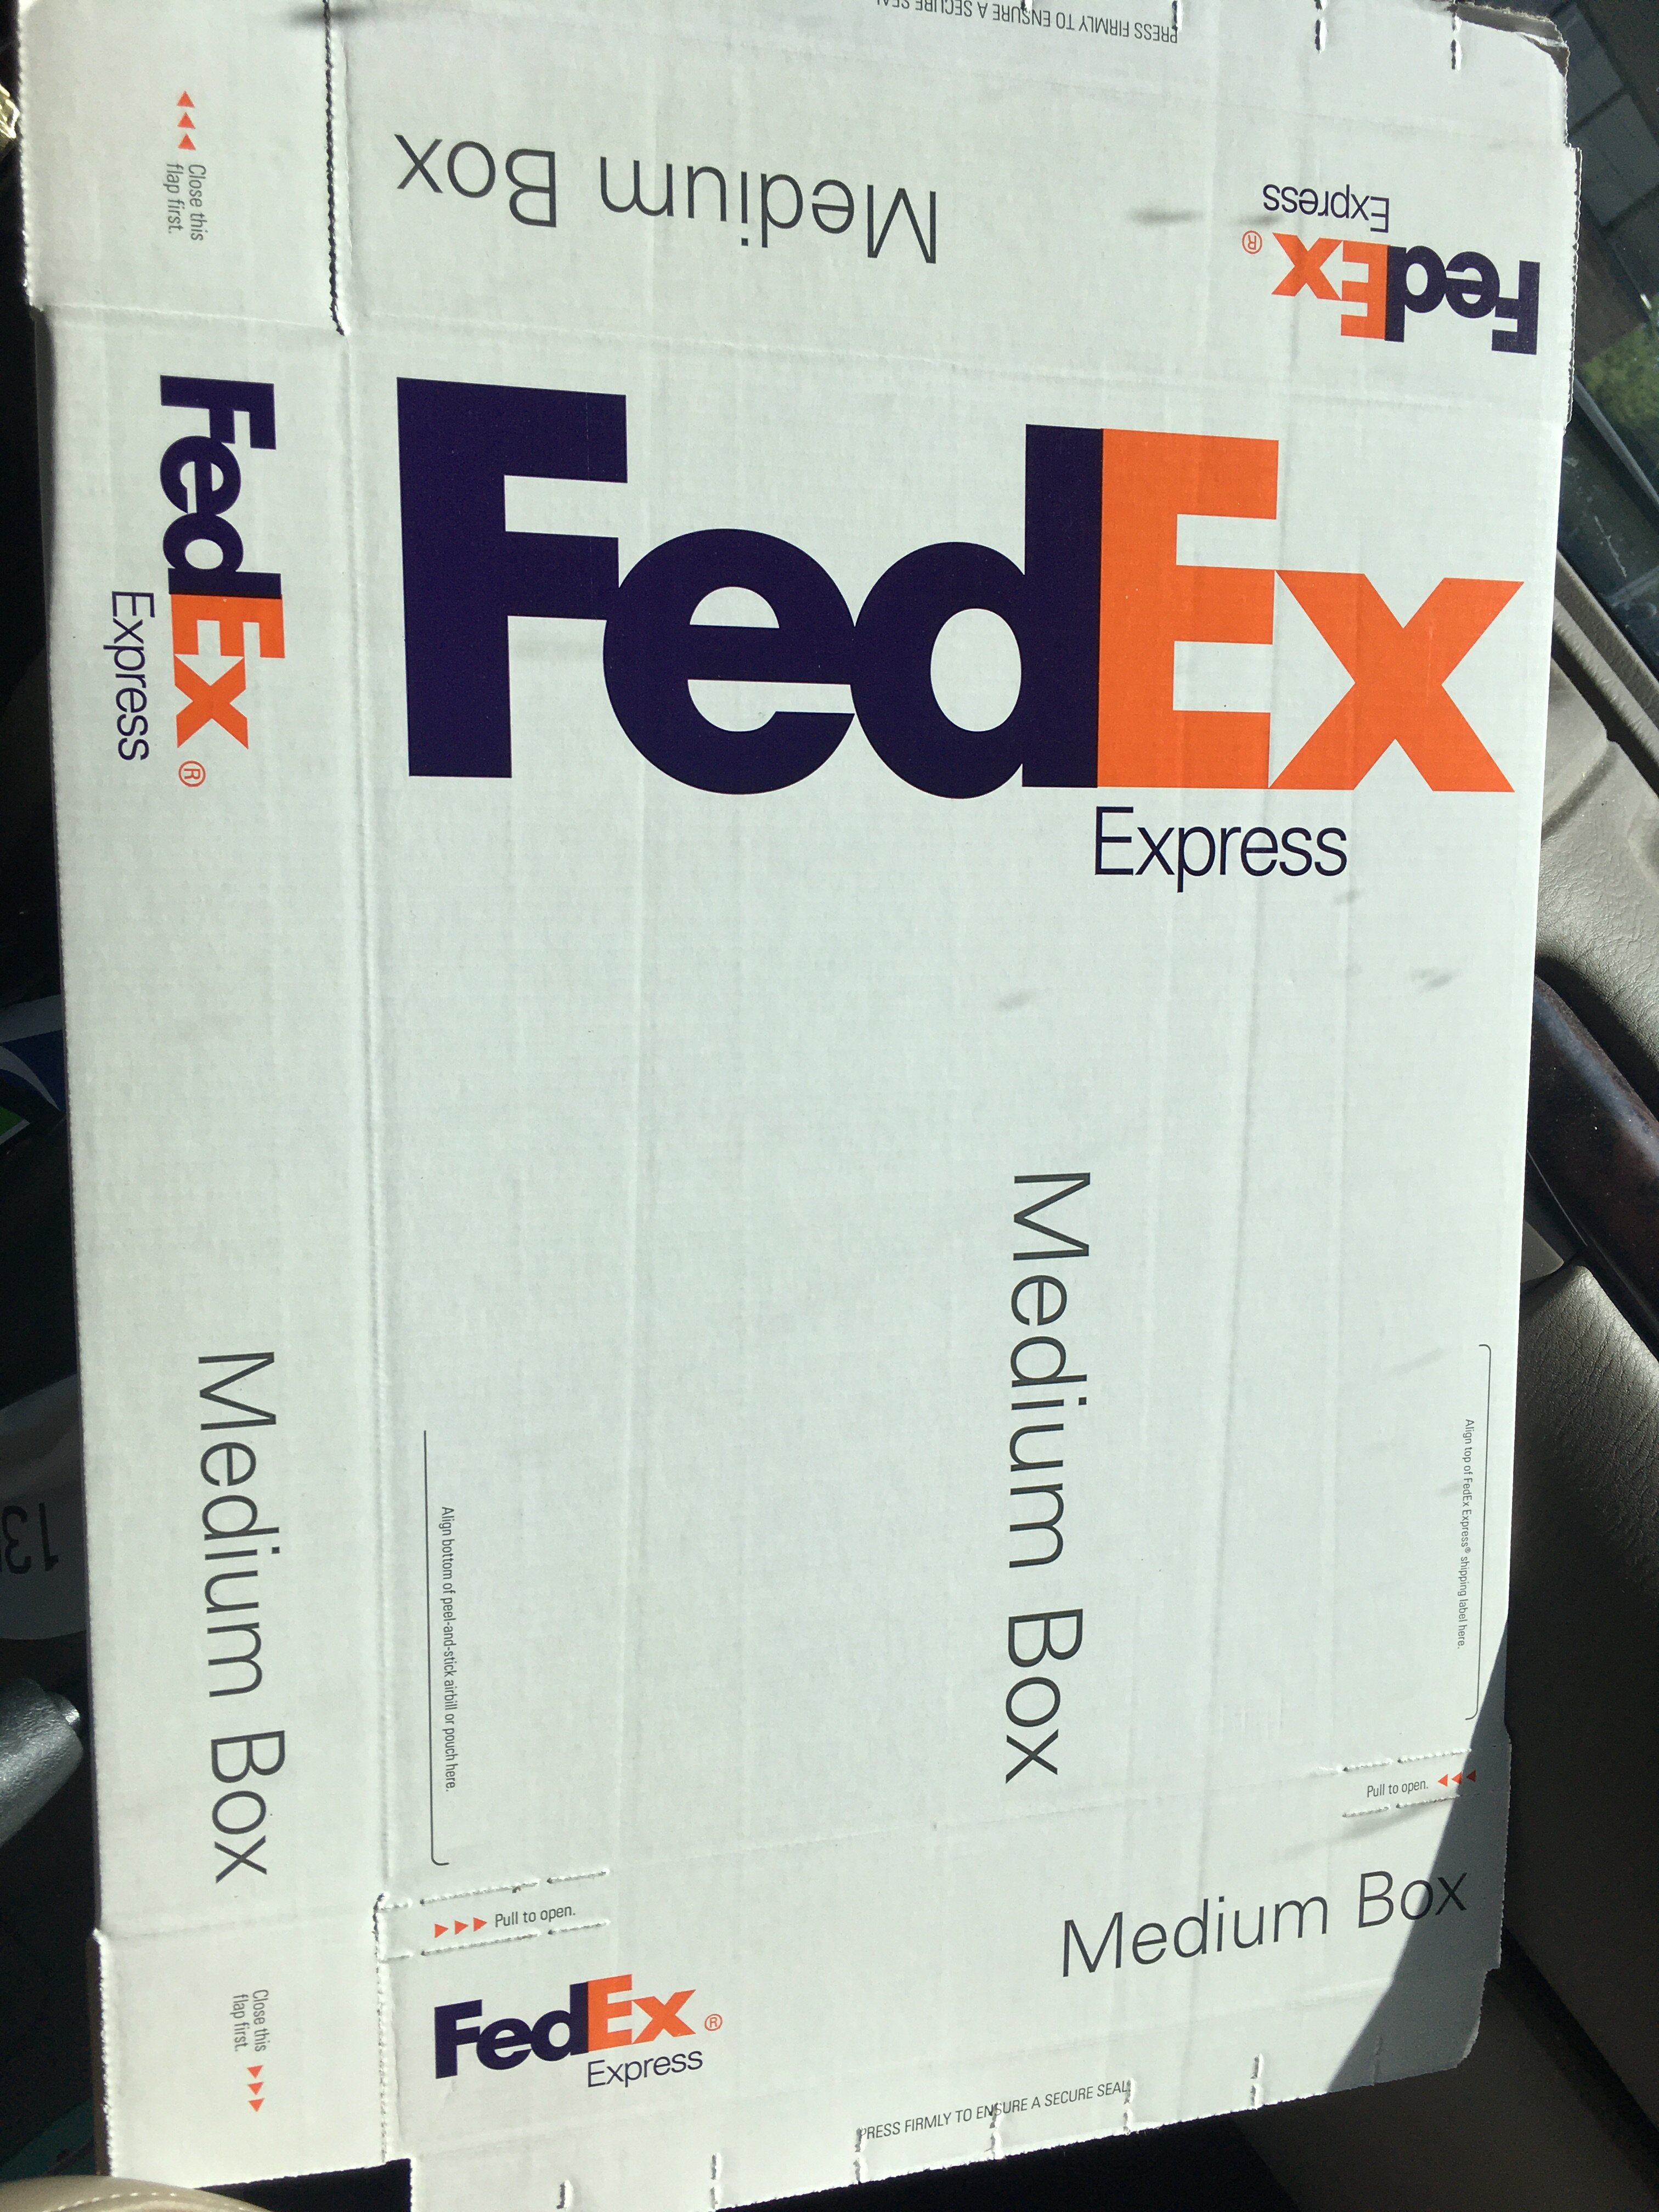 PRESS FIRMLY TO ENSURE A SECURE
Close this
flap first.
Medium Box
FedEx®
Express
FedEx
Express
FedEx®
Express
Medium Box
Medium Box
Align top of FedEx Express® shipping label here.
Align bottom of peel-and-stick airbill or pouch here.
Pull to open.
Pull to open.
Medium Box
FedEx®
Express
Close this
flap first.
PRESS FIRMLY TO ENSURE A SECURE SEAL
13